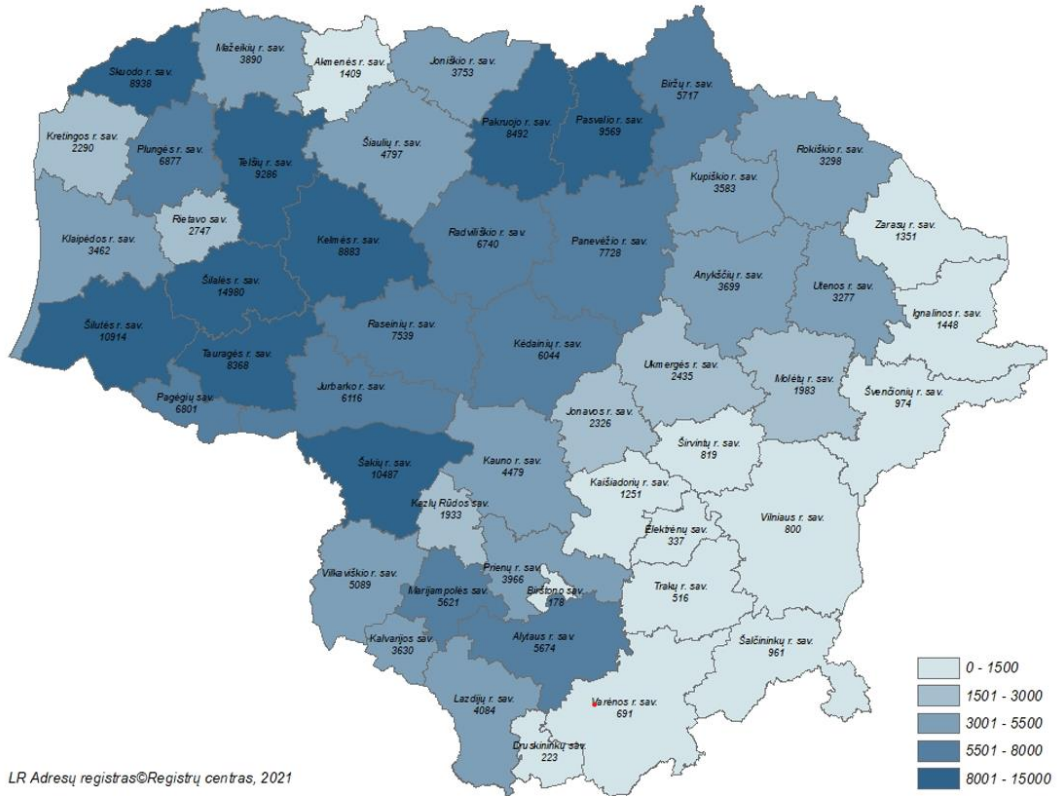 Skuodo r. sav.
8938
Mažeikių r. sav.
3890
Akmenės r. sav.
1409
Joniškio r. sav.
3753
Pakruojo r. sav.
8492
Pasvalio r. sav.
9569
Biržų r. sav.
5717
Kretingos r. sav.
2290
Plungės r. sav.
6877
Telšių r. sav.
9286
Šiaulių r. sav.
4797
Rokiškio r. sav.
3298
Kupiškio r. sav.
3583
Zarasų r. sav.
1351
Klaipėdos r. sav.
3462
Rietavo sav.
2747
Kelmės r. sav.
8883
Radviliškio r. sav.
6740
Panevėžio r. sav.
7728
Anykščių r. sav.
3699
Utenos r. sav.
3277
Ignalinos r. sav.
1448
Šilalės r. sav.
14980
Šilutės r. sav.
10914
Tauragės r. sav.
8368
Raseinių r. sav.
7539
Kėdainių r. sav.
6044
Ukmergės r. sav.
2435
Molėtų r. sav.
1983
Švenčionių r. sav.
974
Pagėgių sav.
6801
Jurbarko r. sav.
6116
Jonavos r. sav.
2326
Širvintų r. sav.
819
Šakių r. sav.
10487
Kauno r. sav.
4479
Kaišiadorių r. sav.
1251
Kazlų Rūdos sav.
1933
Elektrėnų sav.
337
Vilniaus r. sav.
800
Vilkaviškio r. sav.
5089
Marijampolės sav.
5621
Prienų r. sav.
3966
Birštono sav.
178
Trakų r. sav.
516
Kalvarijos sav.
3630
Alytaus r. sav.
5674
Šalčininkų r. sav.
961
Lazdijų r. sav.
4084
Varėnos r. sav.
691
Druskininkų sav.
223
0 - 1500
1501 - 3000
3001 - 5500
5501 - 8000
8001 - 15000
LR Adresų registras©Registrų centras, 2021